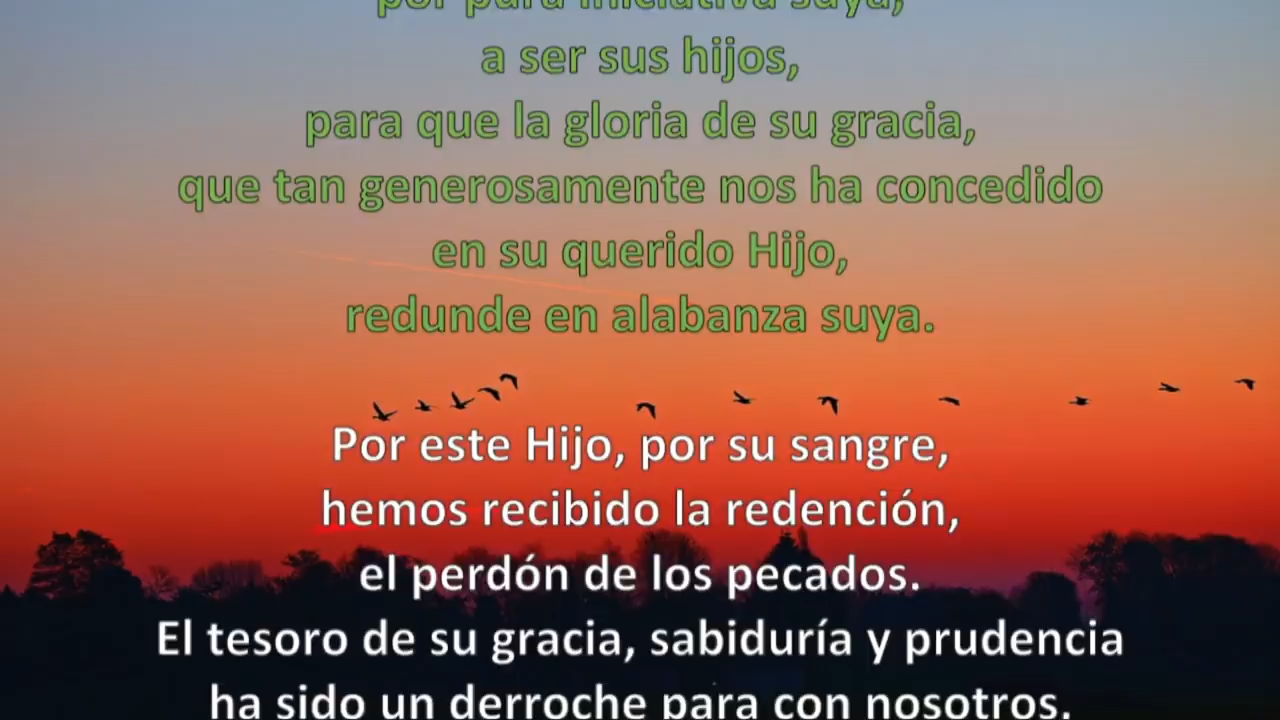 por pura iniciativa suya,
a ser sus hijos,
para que la gloria de su gracia,
que tan generosamente nos ha concedido
en su querido Hijo,
redunde en alabanza suya.
Por este Hijo, por su sangre,
hemos recibido la redención,
el perdón de los pecados.
El tesoro de su gracia, sabiduría y prudencia
ha sido un derroche para con nosotros,